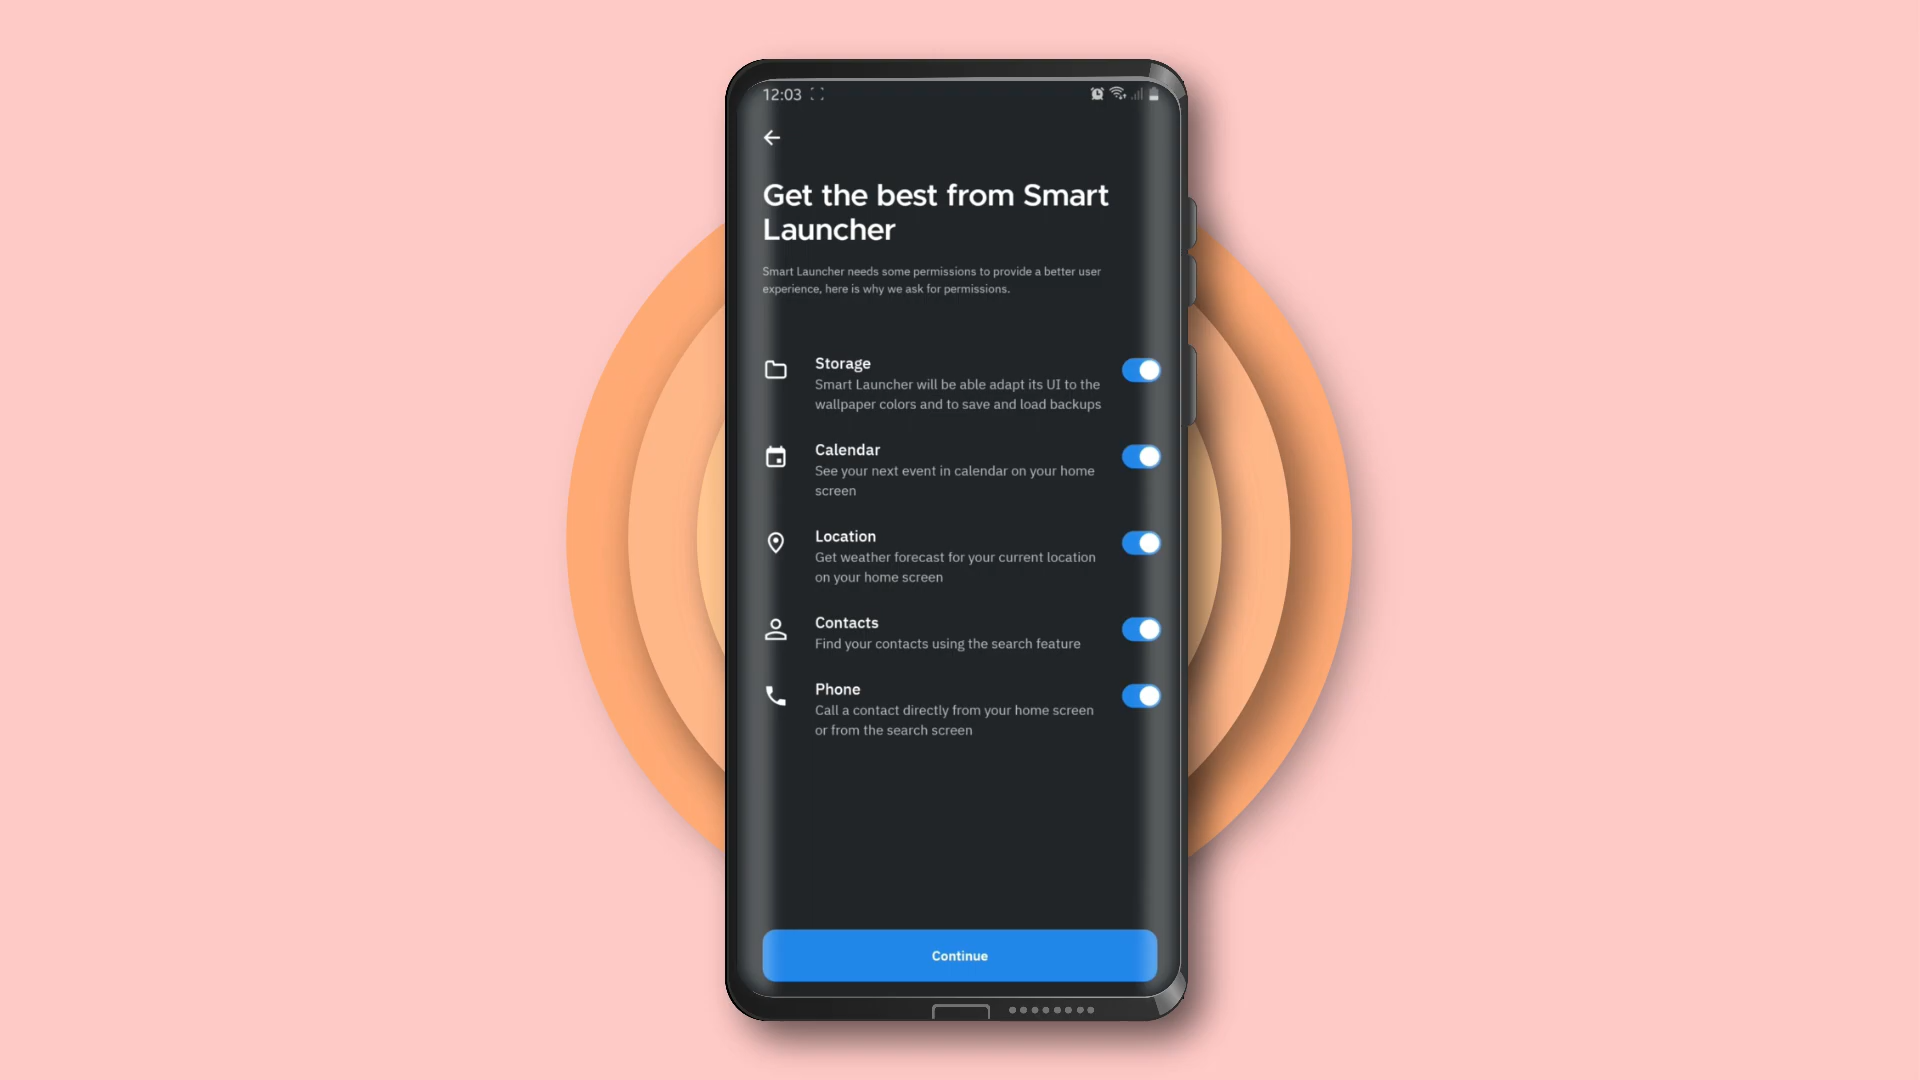 12:03
Get the best from Smart
Launcher
Smart Launcher needs some permissions to provide a better user
experience, here is why we ask for permissions.
Storage
Smart Launcher will be able adapt its UI to the
wallpaper colors and to save and load backups
Calendar
See your next event in calendar on your home
screen
Location
Get weather forecast for your current location
on your home screen
Contacts
Find your contacts using the search feature
Phone
Call a contact directly from your home screen
or from the search screen
Continue